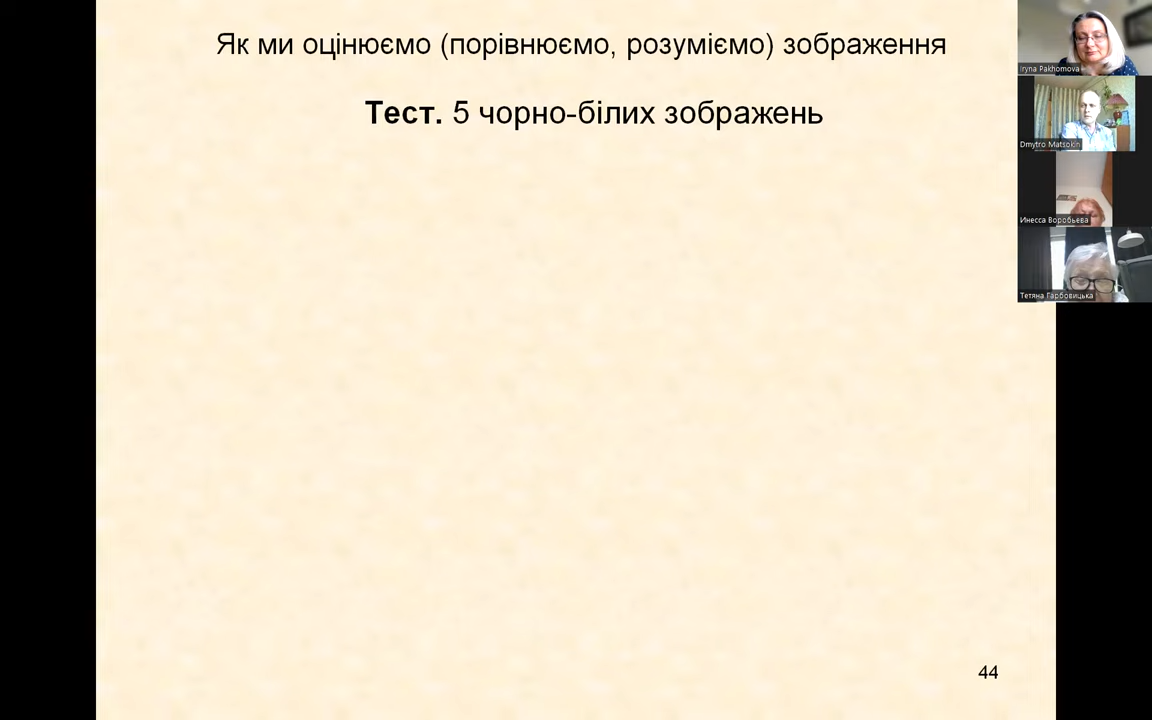 Як ми оцінюємо (порівнюємо, розуміємо) зображення
Тест. 5 чорно-білих зображень
Iryna Pakhomova
Dmytro Matsokin
Инесса Воробьева
Тетяна Гарбовицька
44